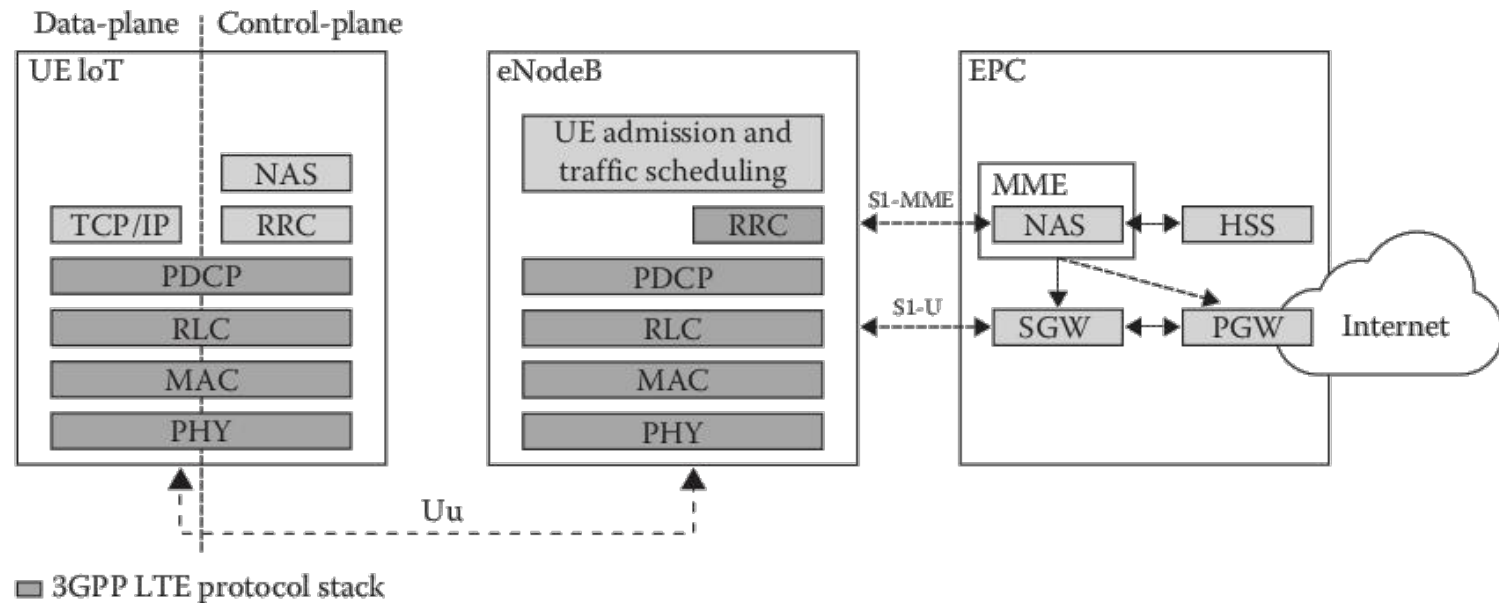 Data-plane
Control-plane
UE loT
NAS
TCP/IP
RRC
PDCP
RLC
MAC
PHY
eNodeB
UE admission and
traffic scheduling
RRC
PDCP
RLC
MAC
PHY
S1-MME
S1-U
EPC
MME
NAS
HSS
SGW
PGW
Internet
Uu
3GPP LTE protocol stack